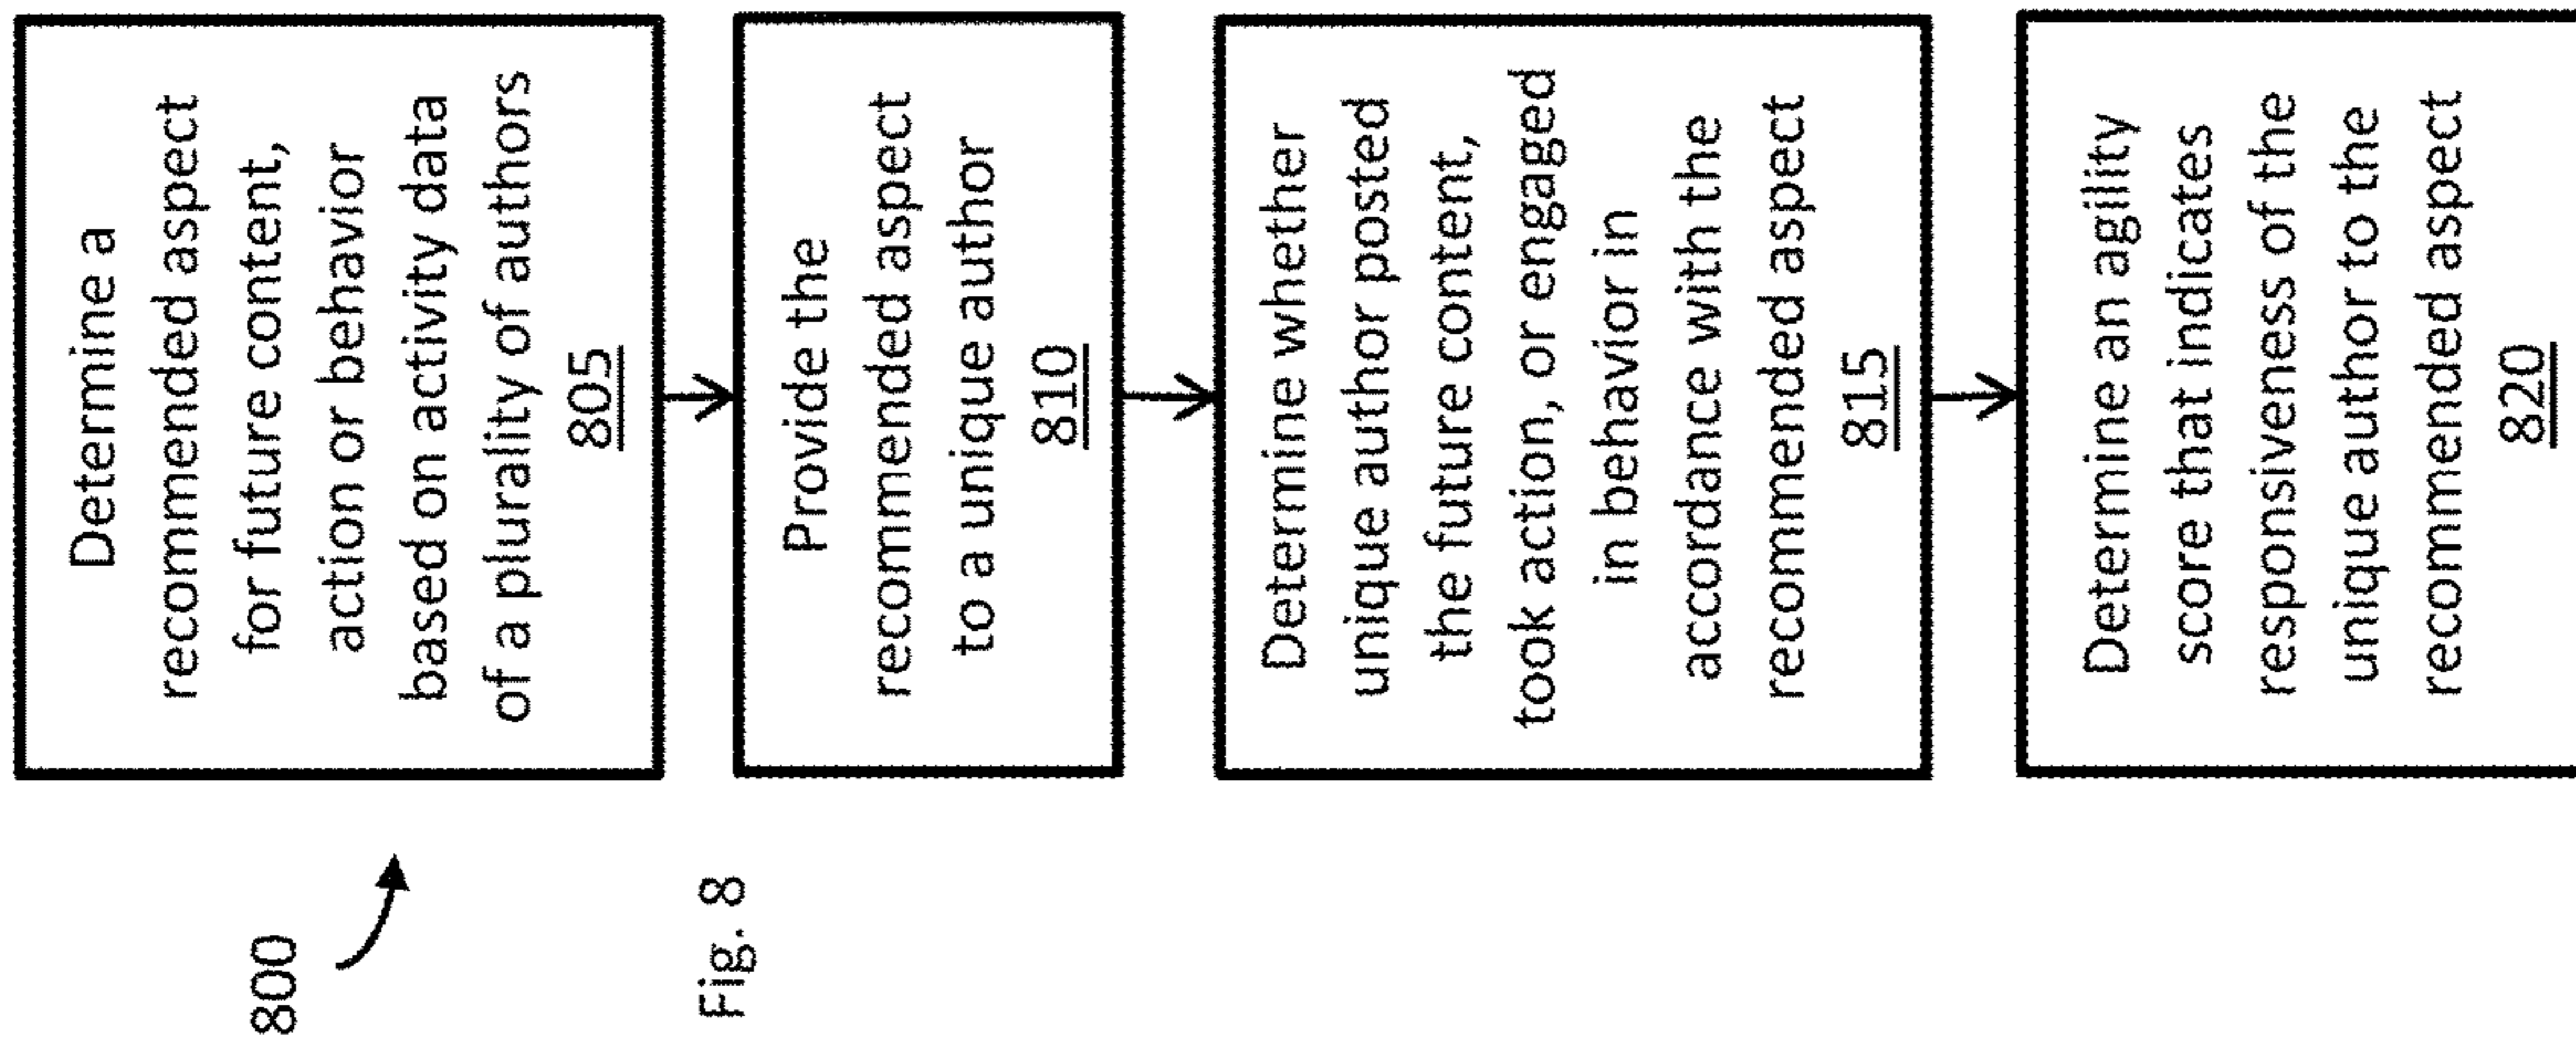 Determine a
recommended aspect
for future content,
action or behavior
based on activity data
of a plurality of authors
805
Provide the
recommended aspect
to a unique author
810
Determine whether
unique author posted
the future content,
took action, or engaged
in behavior in
accordance with the
recommended aspect
815
Determine an agility
score that indicates
responsiveness of the
unique author to the
recommended aspect
820
800
Fig. 8